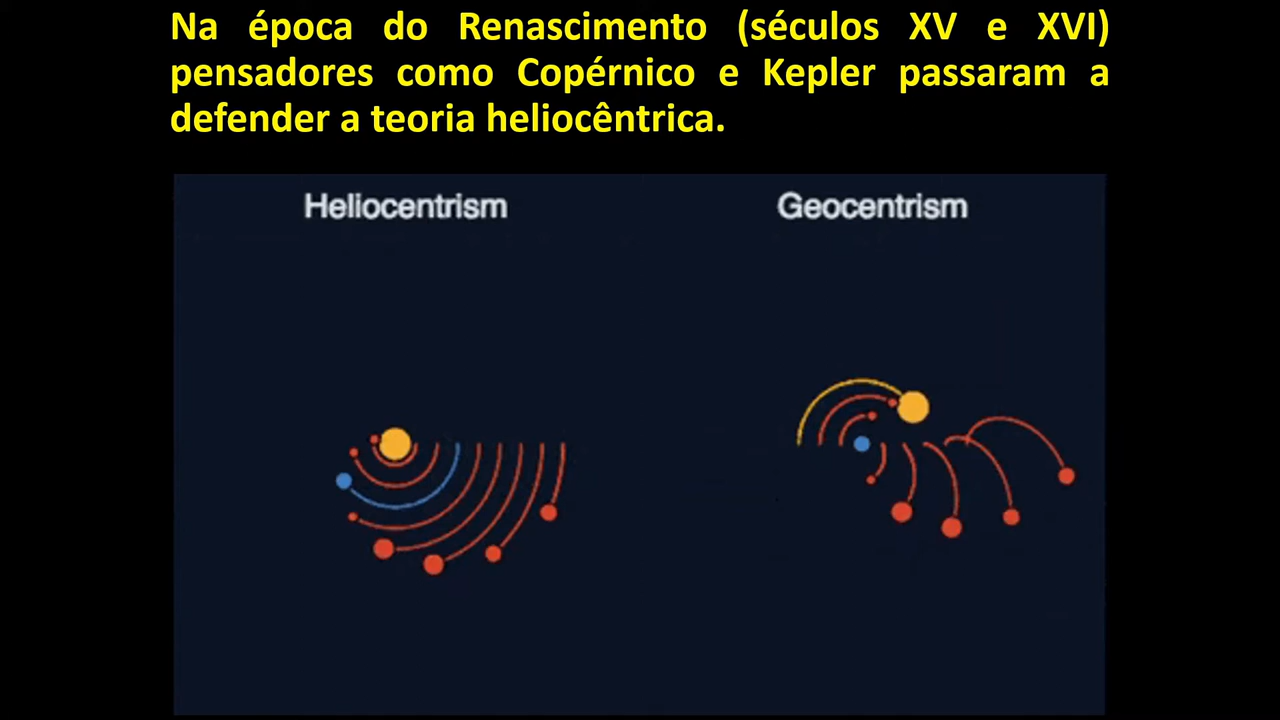 Na época do Renascimento (séculos XV e XVI)
pensadores como Copérnico e Kepler passaram a
defender a teoria heliocêntrica.
Heliocentrism
Geocentrism